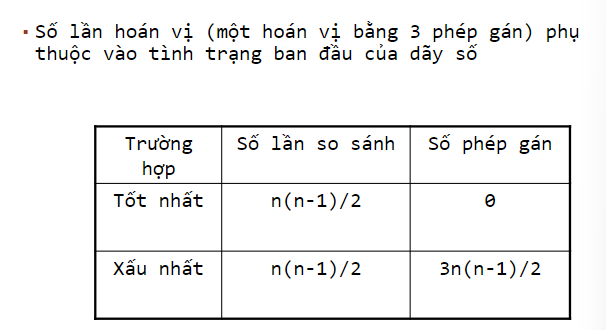 ▪ Số lần hoán vị (một hoán vị bằng 3 phép gán) phụ
thuộc vào tình trạng ban đầu của dãy số
Trường hợp Số lần so sánh Số phép gán
Tốt nhất n(n-1)/2 0
Xấu nhất n(n-1)/2 3n(n-1)/2